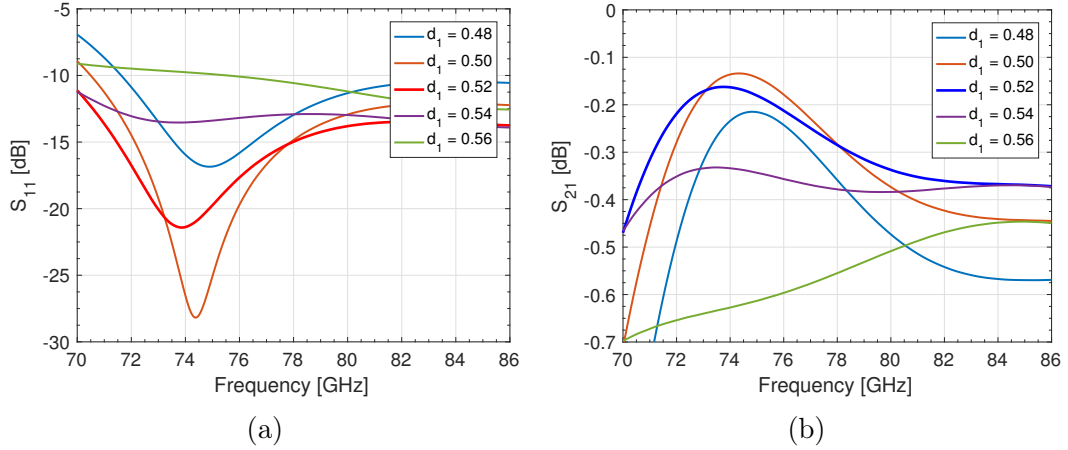 -5
-10
-15
-20
-25
-30
S11 [dB]
70 72 74 76 78 80 82 84 86
Frequency [GHz]
d1 = 0.48
d1 = 0.50
d1 = 0.52
d1 = 0.54
d1 = 0.56
(a)
0
-0.1
-0.2
-0.3
-0.4
-0.5
-0.6
-0.7
S21 [dB]
70 72 74 76 78 80 82 84 86
Frequency [GHz]
d1 = 0.48
d1 = 0.50
d1 = 0.52
d1 = 0.54
d1 = 0.56
(b)